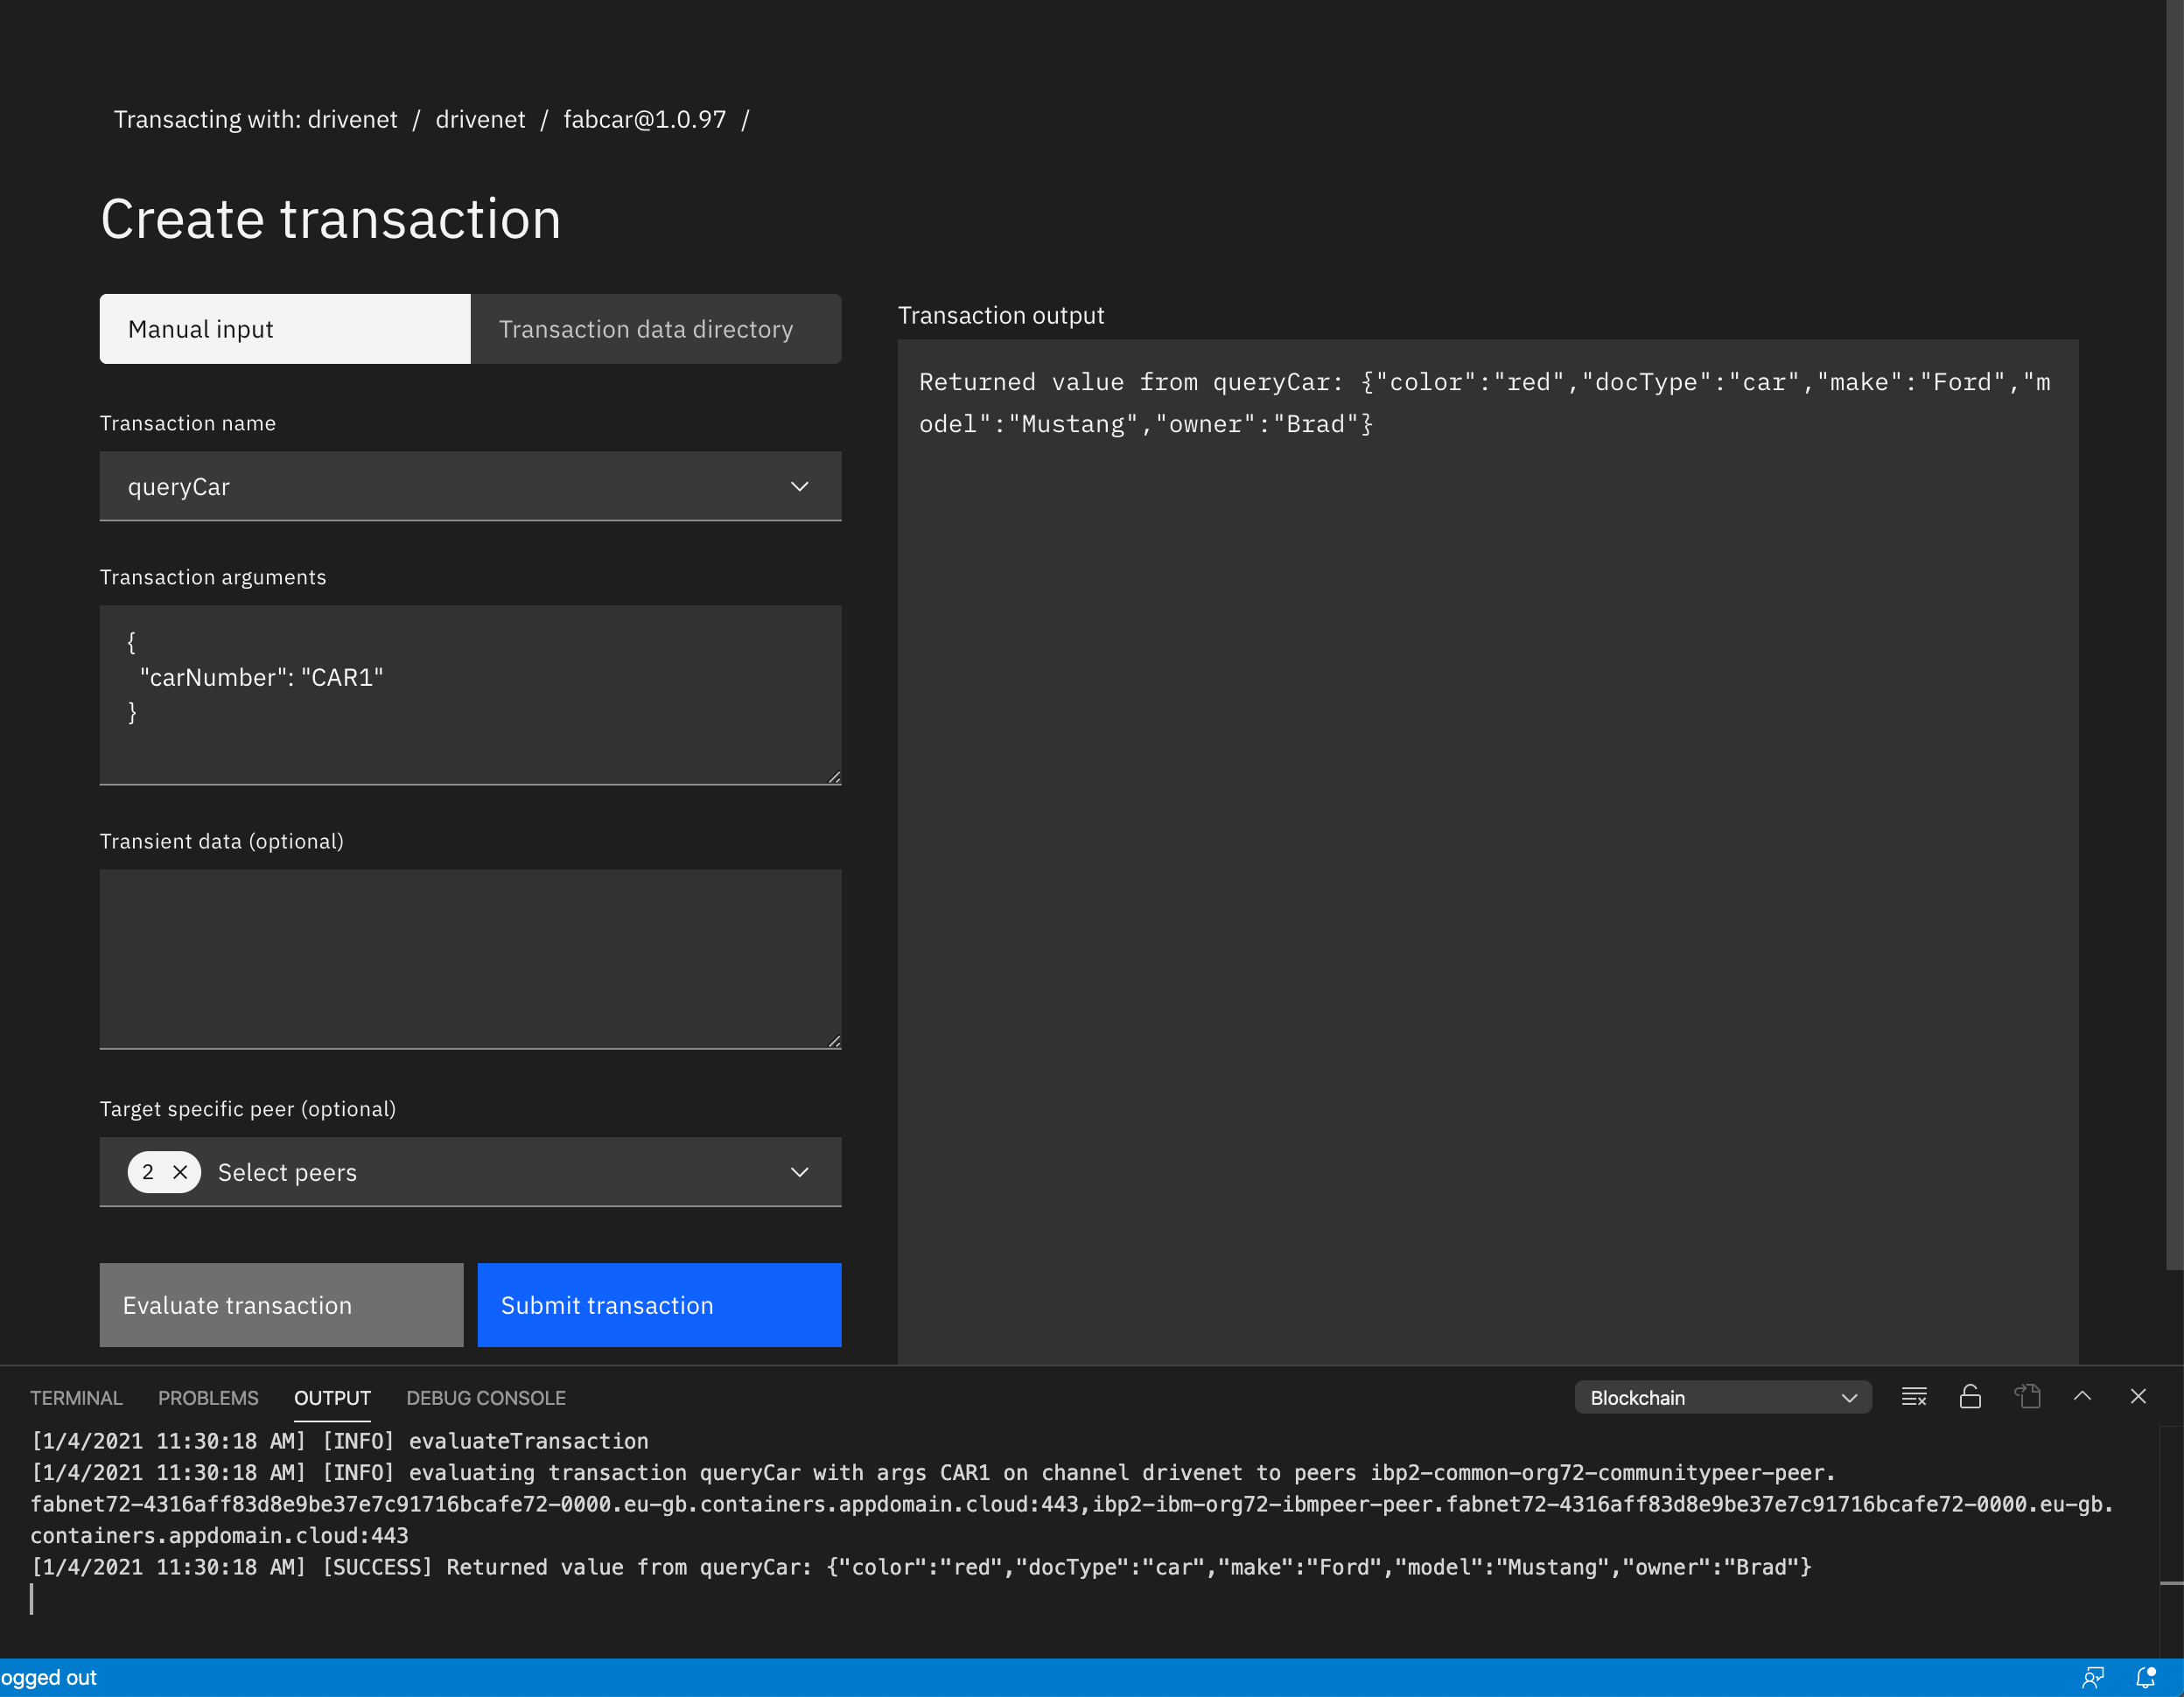 Transacting with: drivenet / drivenet / fabcar@1.0.97 /
Create transaction
Manual input
Transaction data directory
Transaction name
queryCar
Transaction arguments
{
"carNumber": "CAR1"
}
Transient data (optional)
Target specific peer (optional)
2
Select peers
Evaluate transaction
Submit transaction
Transaction output
Returned value from queryCar: {"color":"red","docType":"car","make":"Ford","m
odel":"Mustang","owner":"Brad"}
TERMINAL
PROBLEMS
OUTPUT
DEBUG CONSOLE
Blockchain
[1/4/2021 11:30:18 AM] [INFO] evaluateTransaction
[1/4/2021 11:30:18 AM] [INFO] evaluating transaction queryCar with args CAR1 on channel drivenet to peers ibp2-common-org72-communitypeer-peer.
fabnet72-4316aff83d8e9be37e7c91716bcafe72-0000.eu-gb.containers.appdomain.cloud:443,ibp2-ibm-org72-ibmpeer-peer.fabnet72-4316aff83d8e9be37e7c91716bcafe72-0000.eu-gb.
containers.appdomain.cloud:443
[1/4/2021 11:30:18 AM] [SUCCESS] Returned value from queryCar: {"color":"red","docType":"car","make":"Ford","model":"Mustang","owner":"Brad"}
ogged out